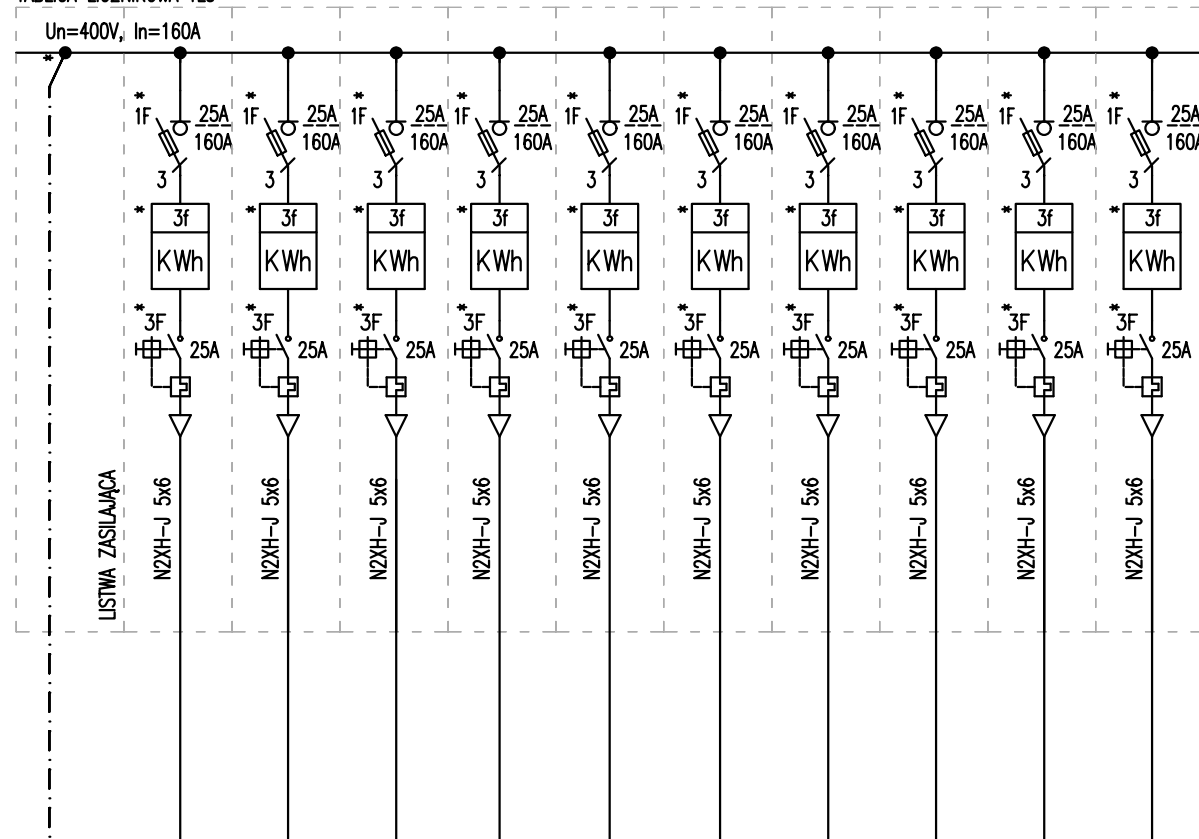 Un=400V, In=160A
* 
* * * * * * * * * *
1F 25A 1F 25A 1F 25A 1F 25A 1F 25A 1F 25A 1F 25A 1F 25A 1F 25A 1F 25A
160A 160A 160A 160A 160A 160A 160A 160A 160A 160A
3 3 3 3 3 3 3 3 3 3
* 3f * 3f * 3f * 3f * 3f * 3f * 3f * 3f * 3f * 3f
KWh KWh KWh KWh KWh KWh KWh KWh KWh KWh
* * * * * * * * * *
3F 3F 3F 3F 3F 3F 3F 3F 3F 3F
25A 25A 25A 25A 25A 25A 25A 25A 25A 25A
LISTWA ZASILAJĄCA
N2XH-J 5x6
N2XH-J 5x6
N2XH-J 5x6
N2XH-J 5x6
N2XH-J 5x6
N2XH-J 5x6
N2XH-J 5x6
N2XH-J 5x6
N2XH-J 5x6
N2XH-J 5x6